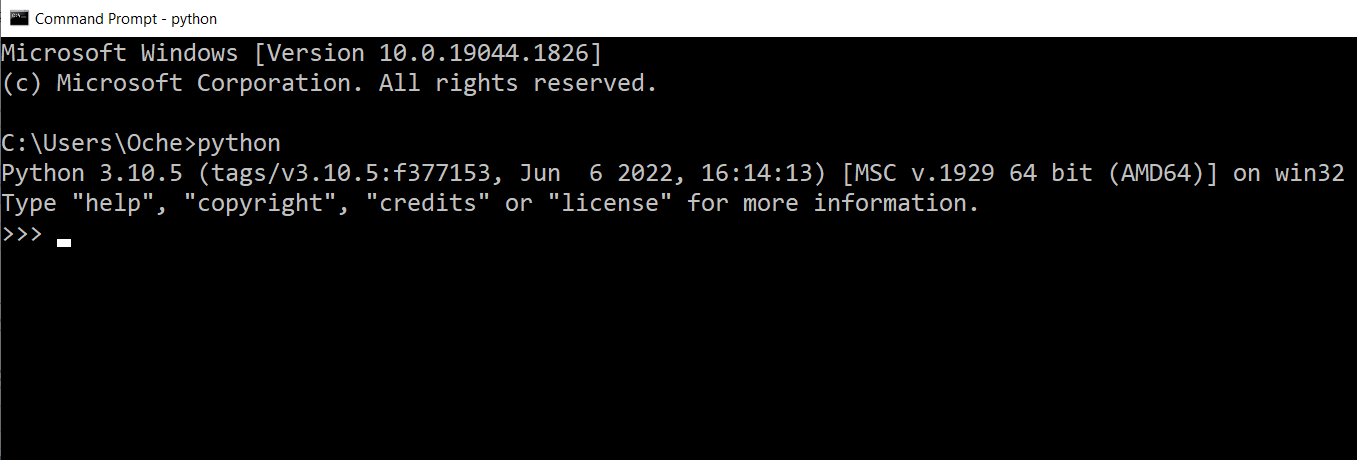 Command Prompt - python
Microsoft Windows [Version 10.0.19044.1826]
(c) Microsoft Corporation. All rights reserved.
C:\Users\Oche>python
Python 3.10.5 (tags/v3.10.5:f377153, Jun  6 2022, 16:14:13) [MSC v.1929 64 bit (AMD64)] on win32
Type "help", "copyright", "credits" or "license" for more information.
>>>